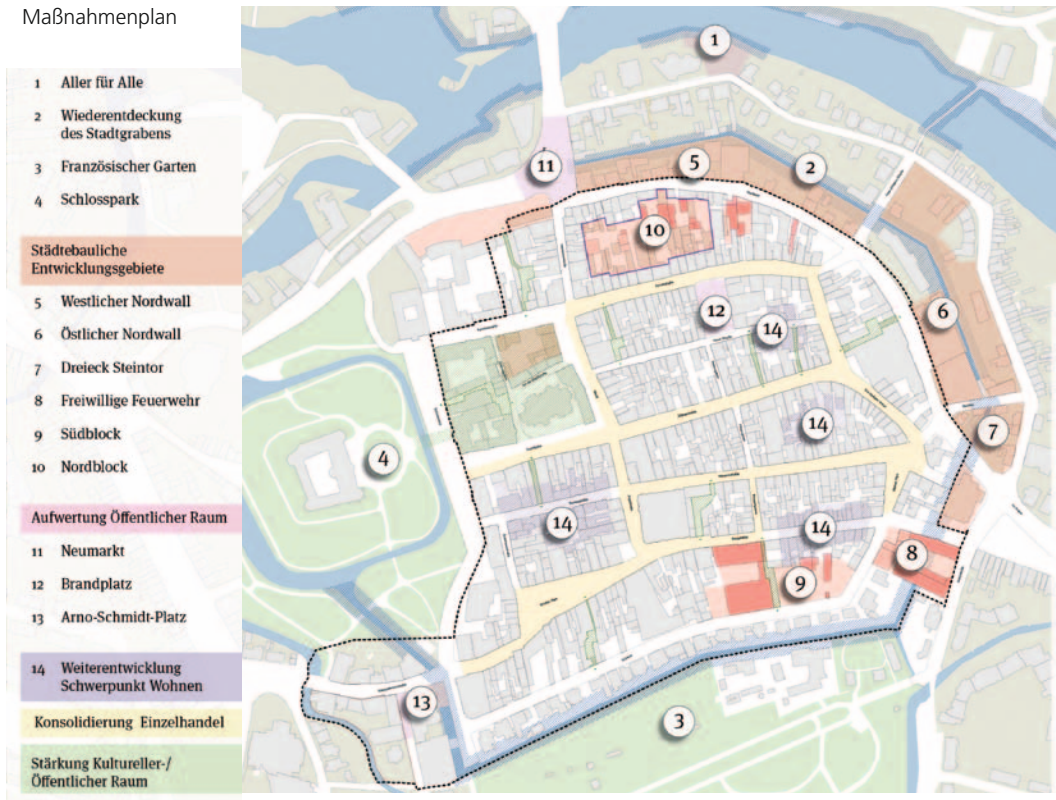 Maßnahmenplan
1 Aller für Alle
2 Wiederentdeckung
des Stadtgrabens
3 Französischer Garten
4 Schlosspark
Städtebauliche
Entwicklungsgebiete
5 Westlicher Nordwall
6 Östlicher Nordwall
7 Dreieck Steintor
8 Freiwillige Feuerwehr
9 Südblock
10 Nordblock
Aufwertung Öffentlicher Raum
11 Neumarkt
12 Brandplatz
13 Arno-Schmidt-Platz
14 Weiterentwicklung
Schwerpunkt Wohnen
Konsolidierung Einzelhandel
Stärkung Kultureller-/
Öffentlicher Raum
1
11
5
2
10
12
14
6
14
7
4
14
14
8
9
13
3